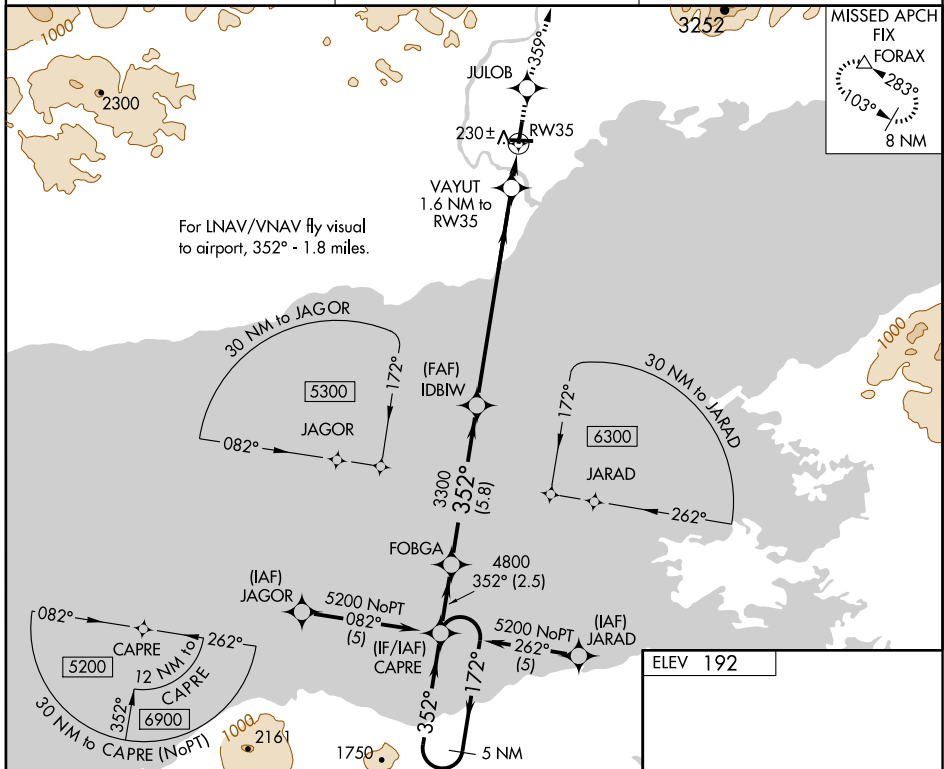 1000
3252
MISSED APCH
FIX
FORAX
283°
103°
8 NM
359°
JULOB
2300
230±
RW35
VAYUT
1.6 NM to
RW35
For LNAV/VNAV fly visual
to airport, 352° - 1.8 miles.
30 NM to JAGOR
172°
5300
JAGOR
082°
(FAF)
IDBIW
1000
30 NM to JARAD
172°
6300
JARAD
262°
3300
352°
(5.8)
FOBGA
4800
352° (2.5)
(IAF)
JAGOR
5200 NoPT
082°
(5)
(IF/IAF)
CAPRE
5200 NoPT
262°
(5)
(IAF)
JARAD
082°
CAPRE
262°
5200
12 NM to
CAPRE
352°
6900
30 NM to CAPRE (NoPT)
352°
172°
5 NM
1000
2161
1750
ELEV 192